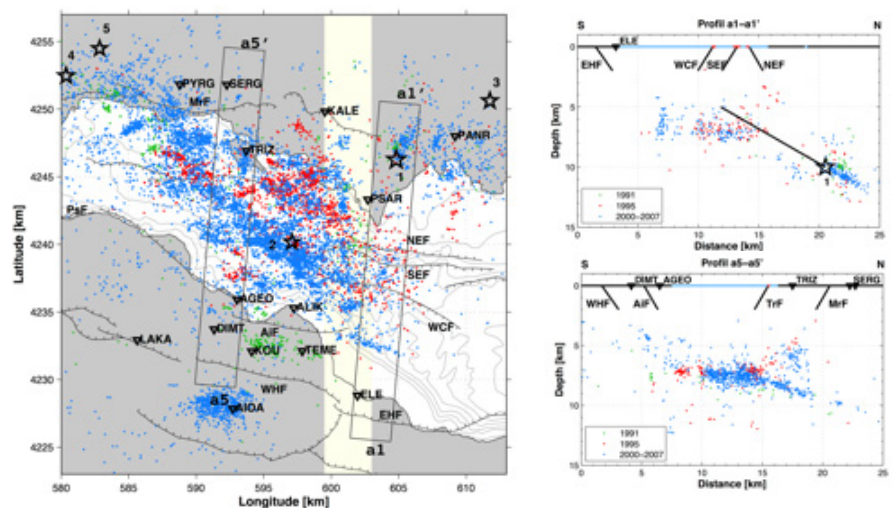 5
4
a5'
PYRG
SERG
MrF
KALE
a1'
3
PANR
TRIZ
1
PSAR
PsF
2
NEF
SEF
AGEO
ALIK
WCF
DIMT
AiF
LAKA
KOU
TEME
WHF
ELE
a5
AIDA
EHF
a1
4255
4250
4245
4240
4235
4230
4225
580 585 590 595 600 605 610
Latitude [km]
Longitude [km]
S Profil a1-a1' N
ELE
EHF WCF SEF NEF
0
5
10
15
Depth [km]
1
1991
1995
2000-2007
0 5 10 15 20 25
Distance [km]
S Profil a5-a5' N
DIMT AGEO TRIZ SERG
WHF AiF TrF MrF
0
5
10
15
Depth [km]
1991
1995
2000-2007
0 5 10 15 20 25
Distance [km]